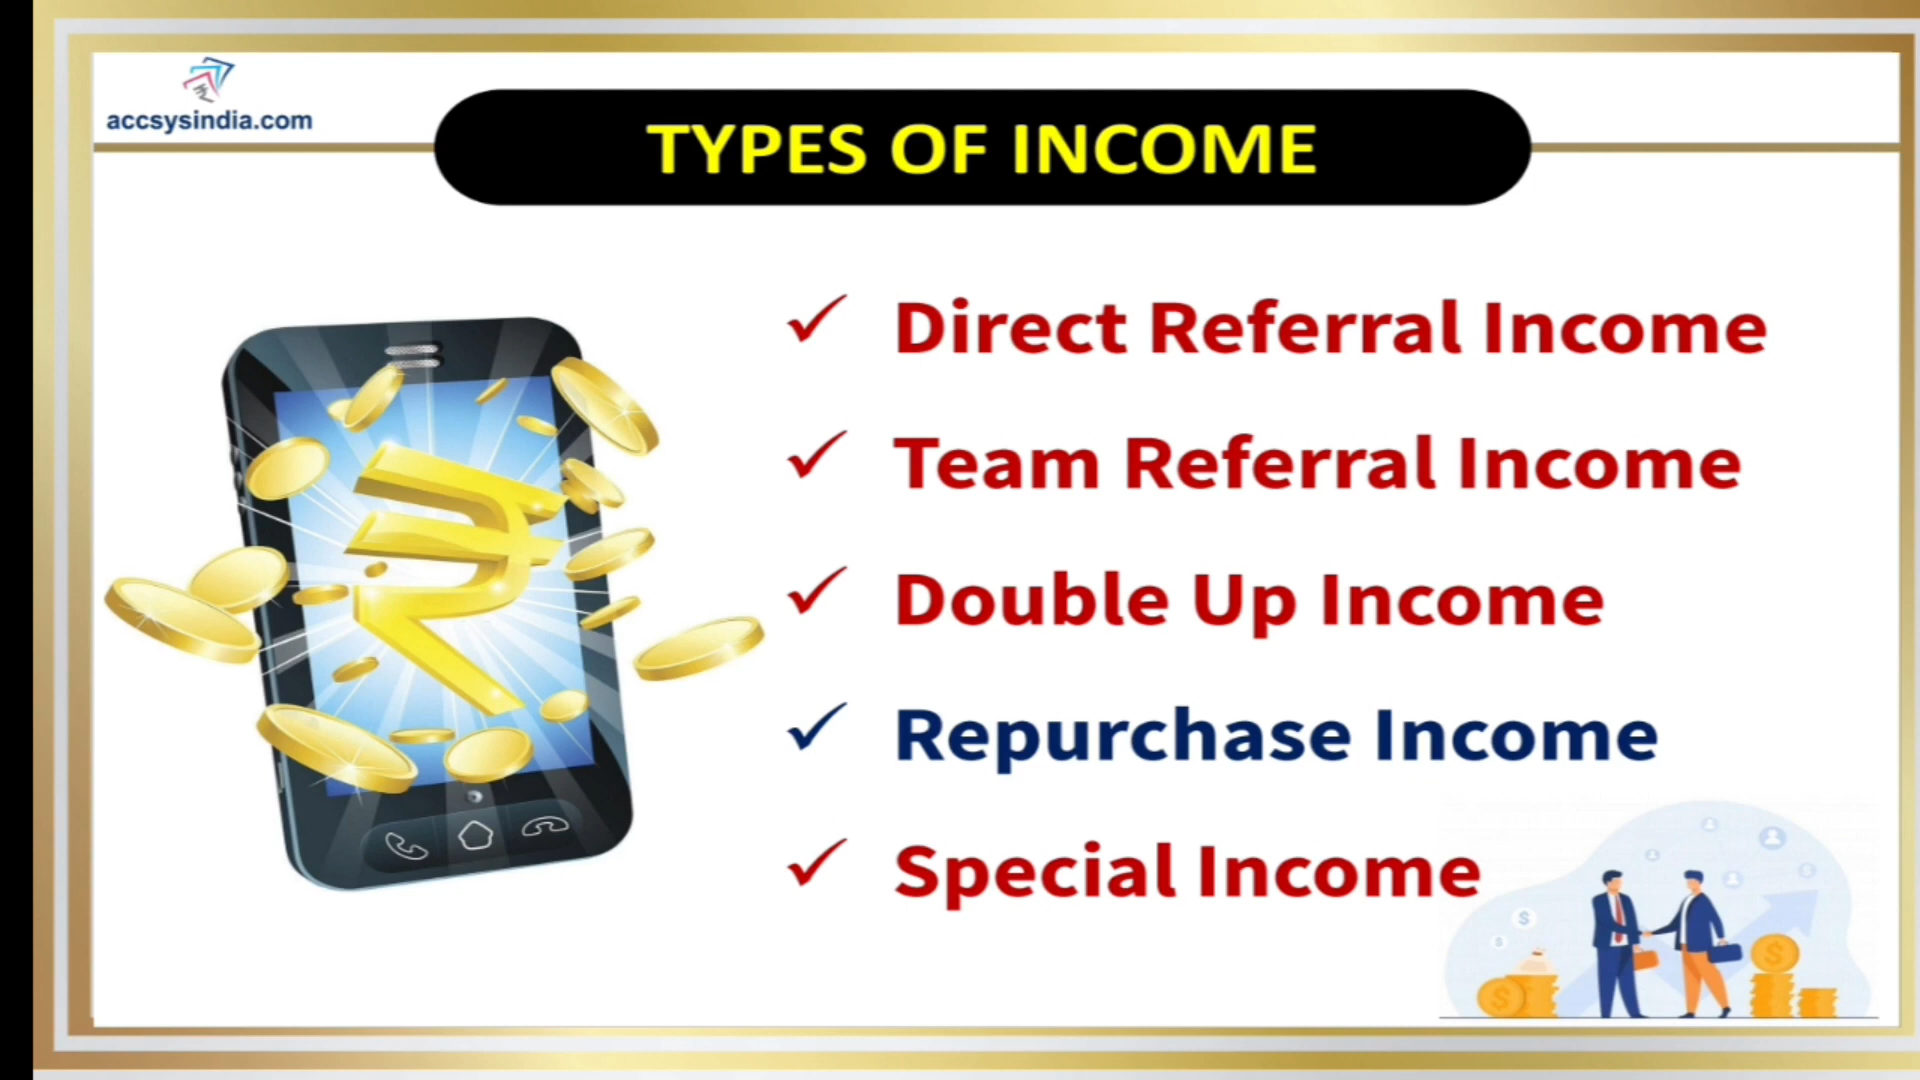 accsysindia.com
TYPES OF INCOME
Direct Referral Income
Team Referral Income
Double Up Income
Repurchase Income
Special Income